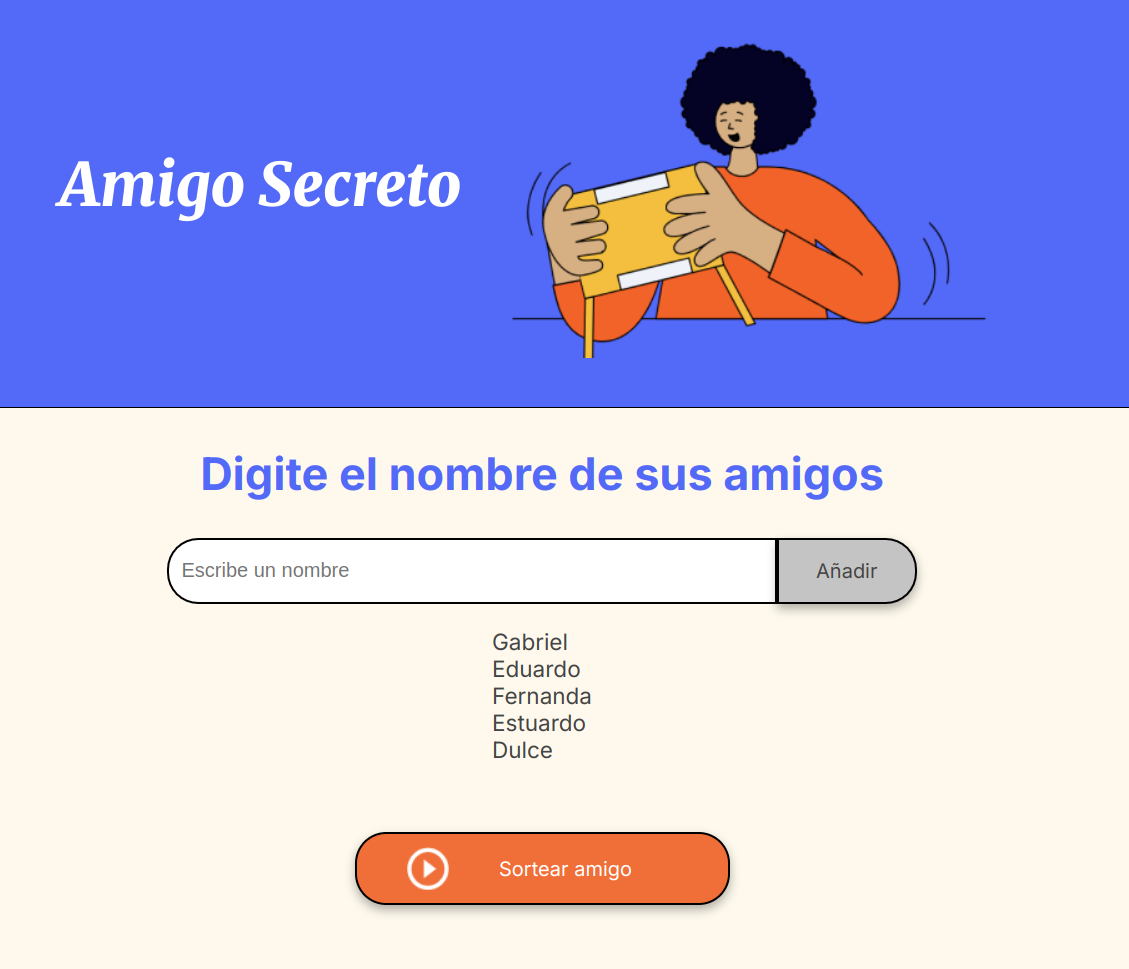 Amigo Secreto
Digite el nombre de sus amigos
Escribe un nombre
Añadir
Gabriel
Eduardo
Fernanda
Estuardo
Dulce
Sortear amigo